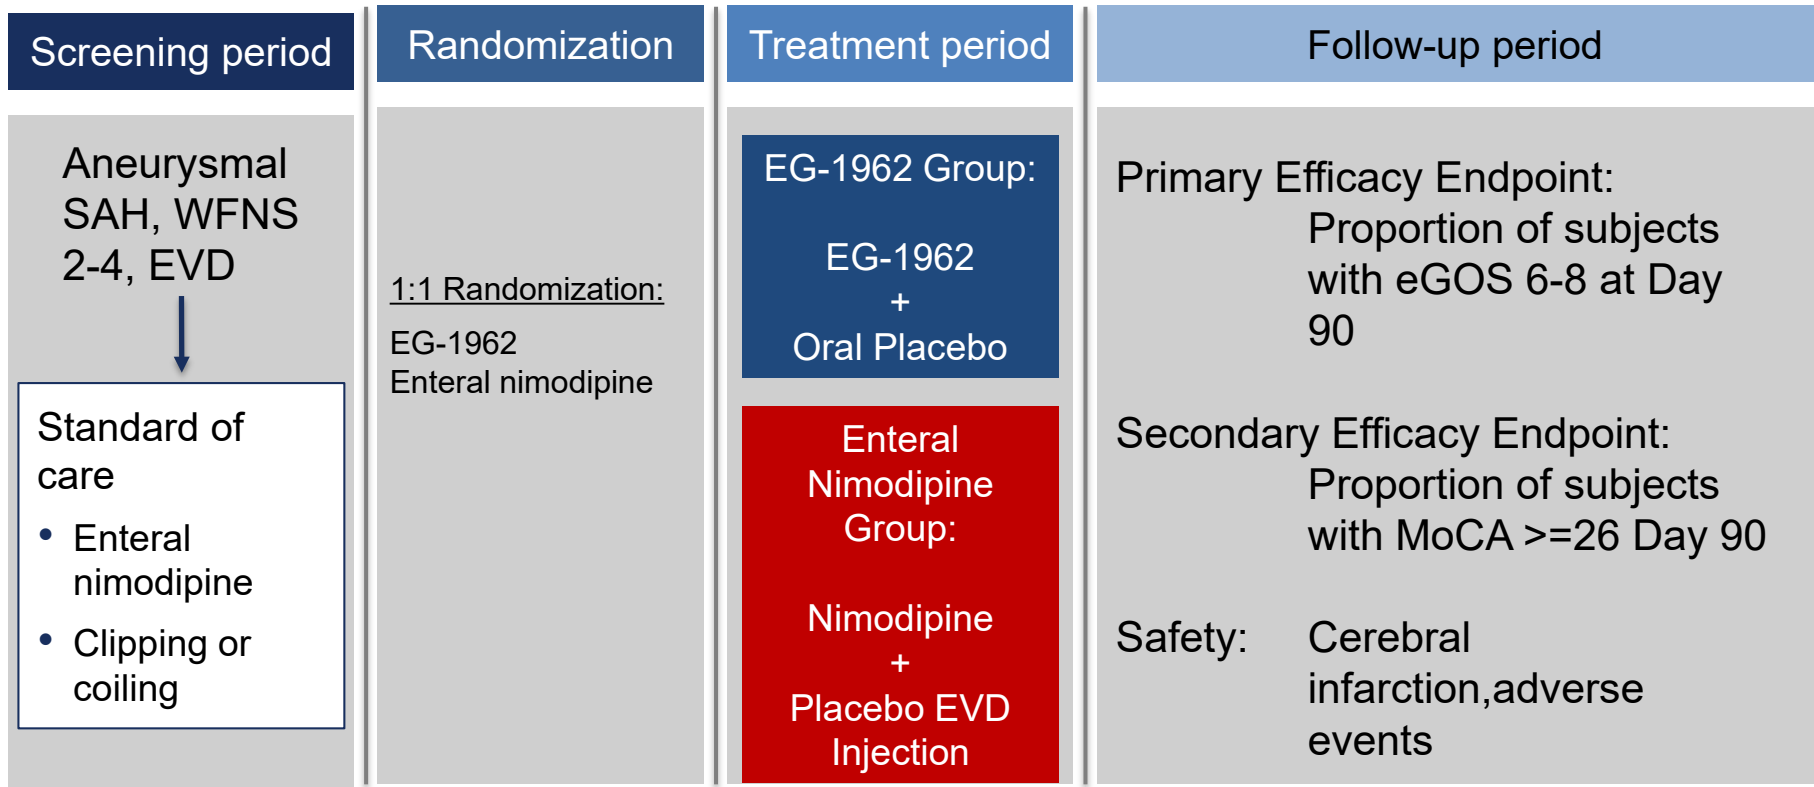 Screening period
Aneurysmal
SAH, WFNS
2-4, EVD
Standard of
care
• Enteral
nimodipine
• Clipping or
coiling
Randomization
1:1 Randomization:
EG-1962
Enteral nimodipine
Treatment period
EG-1962 Group:
EG-1962
+
Oral Placebo
Enteral
Nimodipine
Group:
Nimodipine
+
Placebo EVD
Injection
Follow-up period
Primary Efficacy Endpoint:
Proportion of subjects
with eGOS 6-8 at Day
90
Secondary Efficacy Endpoint:
Proportion of subjects
with MoCA >=26 Day 90
Safety: Cerebral
infarction,adverse
events